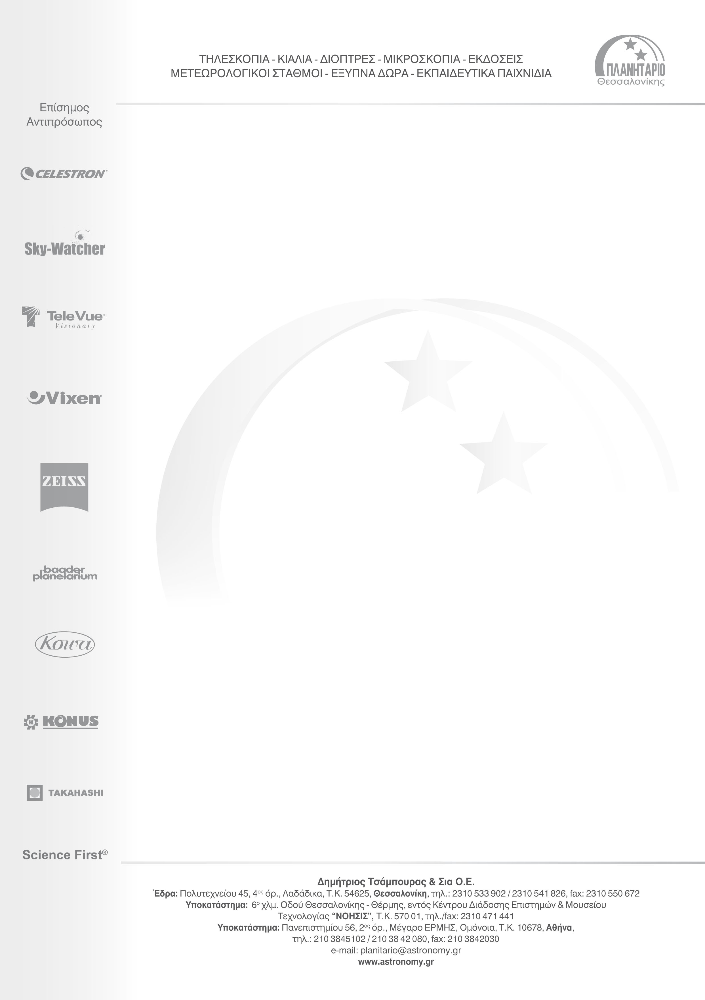 ΤΗΛΕΣΚΟΠΙΑ - ΚΙΑΛΙΑ - ΔΙΟΠΤΡΕΣ - ΜΙΚΡΟΣΚΟΠΙΑ - ΕΚΔΟΣΕΙΣ
ΜΕΤΕΩΡΟΛΟΓΙΚΟΙ ΣΤΑΘΜΟΙ - ΕΞΥΠΝΑ ΔΩΡΑ - ΕΚΠΑΙΔΕΥΤΙΚΑ ΠΑΙΧΝΙΔΙΑ
ΠΛΑΝΗΤΑΡΙΟ
Θεσσαλονίκης
Επίσημος
Αντιπρόσωπος
CELESTRON®
Sky-Watcher
TeleVue®
Visionary
Vixen®
ZEISS
baader
planetarium
Kowa
K KONUS
TAKAHASHI
Science First®
Δημήτριος Τσάμπουρας & Σια Ο.Ε.
Έδρα: Πολυτεχνείου 45, 4ος όρ., Λαδάδικα, Τ.Κ. 54625, Θεσσαλονίκη, τηλ.: 2310 533 902 / 2310 541 826, fax: 2310 550 672
Υποκατάστημα: 6ο χλμ. Οδού Θεσσαλονίκης - Θέρμης, εντός Κέντρου Διάδοσης Επιστημών & Μουσείου
Τεχνολογίας “ΝΟΗΣΙΣ”, Τ.Κ. 570 01, τηλ./fax: 2310 471 441
Υποκατάστημα: Πανεπιστημίου 56, 2ος όρ., Μέγαρο ΕΡΜΗΣ, Ομόνοια, Τ.Κ. 10678, Αθήνα,
τηλ.: 210 3845102 / 210 38 42 080, fax: 210 3842030
e-mail: planitario@astronomy.gr
www.astronomy.gr